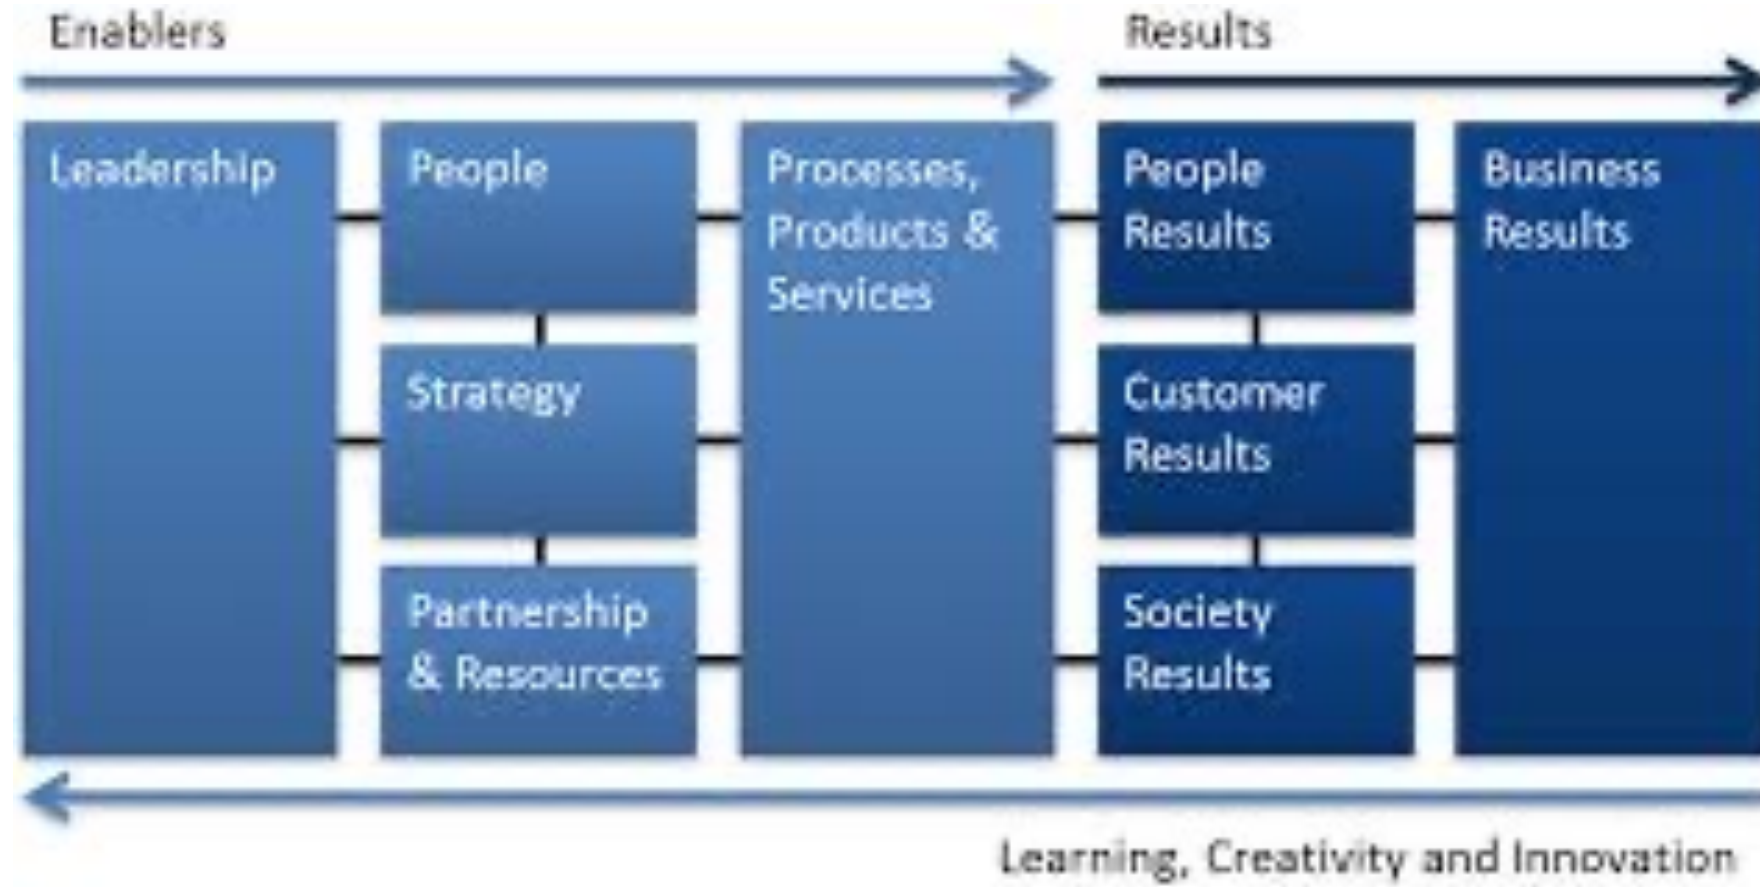 Enablers
Results
Leadership
People
Processes,
Products &
Services
People
Results
Business
Results
Strategy
Customer
Results
Partnership
& Resources
Society
Results
Learning, Creativity and Innovation